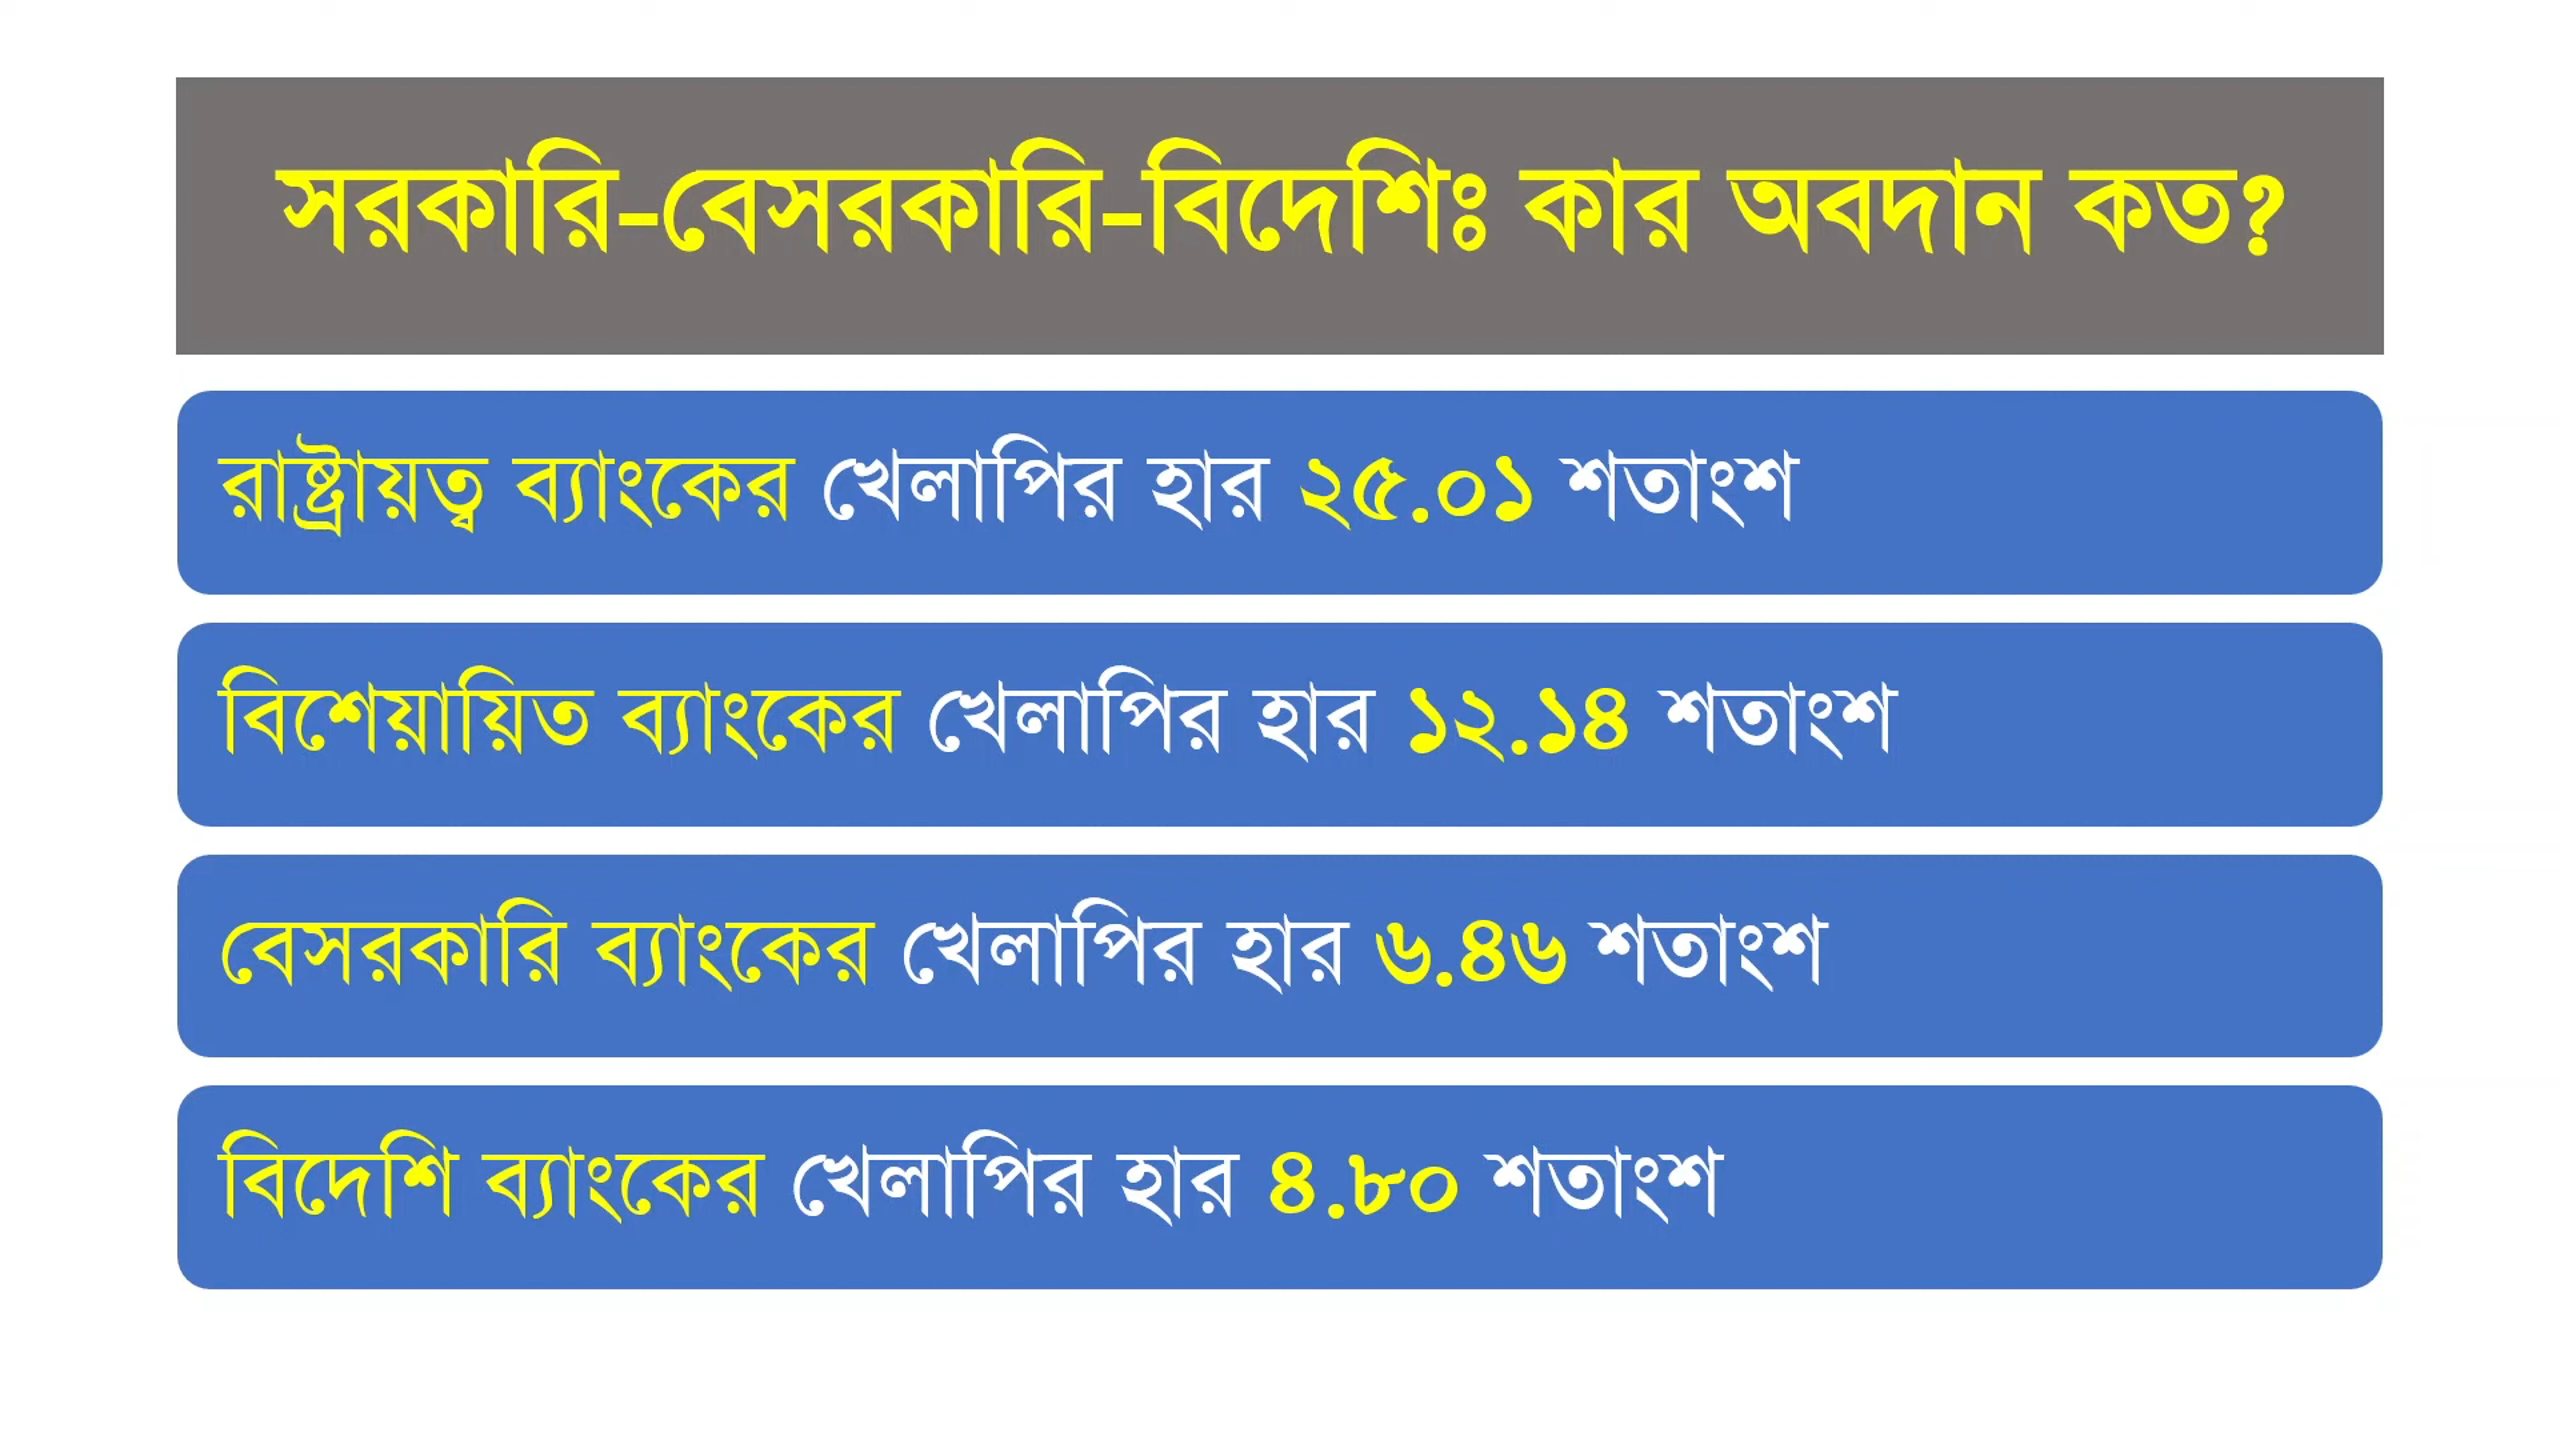 সরকারি-বেসরকারি-বিদেশিঃ কার অবদান কত?
রাষ্ট্রায়ত্ব ব্যাংকের খেলাপির হার ২৫.০১ শতাংশ
বিশেয়ায়িত ব্যাংকের খেলাপির হার ১২.১৪ শতাংশ
বেসরকারি ব্যাংকের খেলাপির হার ৬.৪৬ শতাংশ
বিদেশি ব্যাংকের খেলাপির হার ৪.৮০ শতাংশ